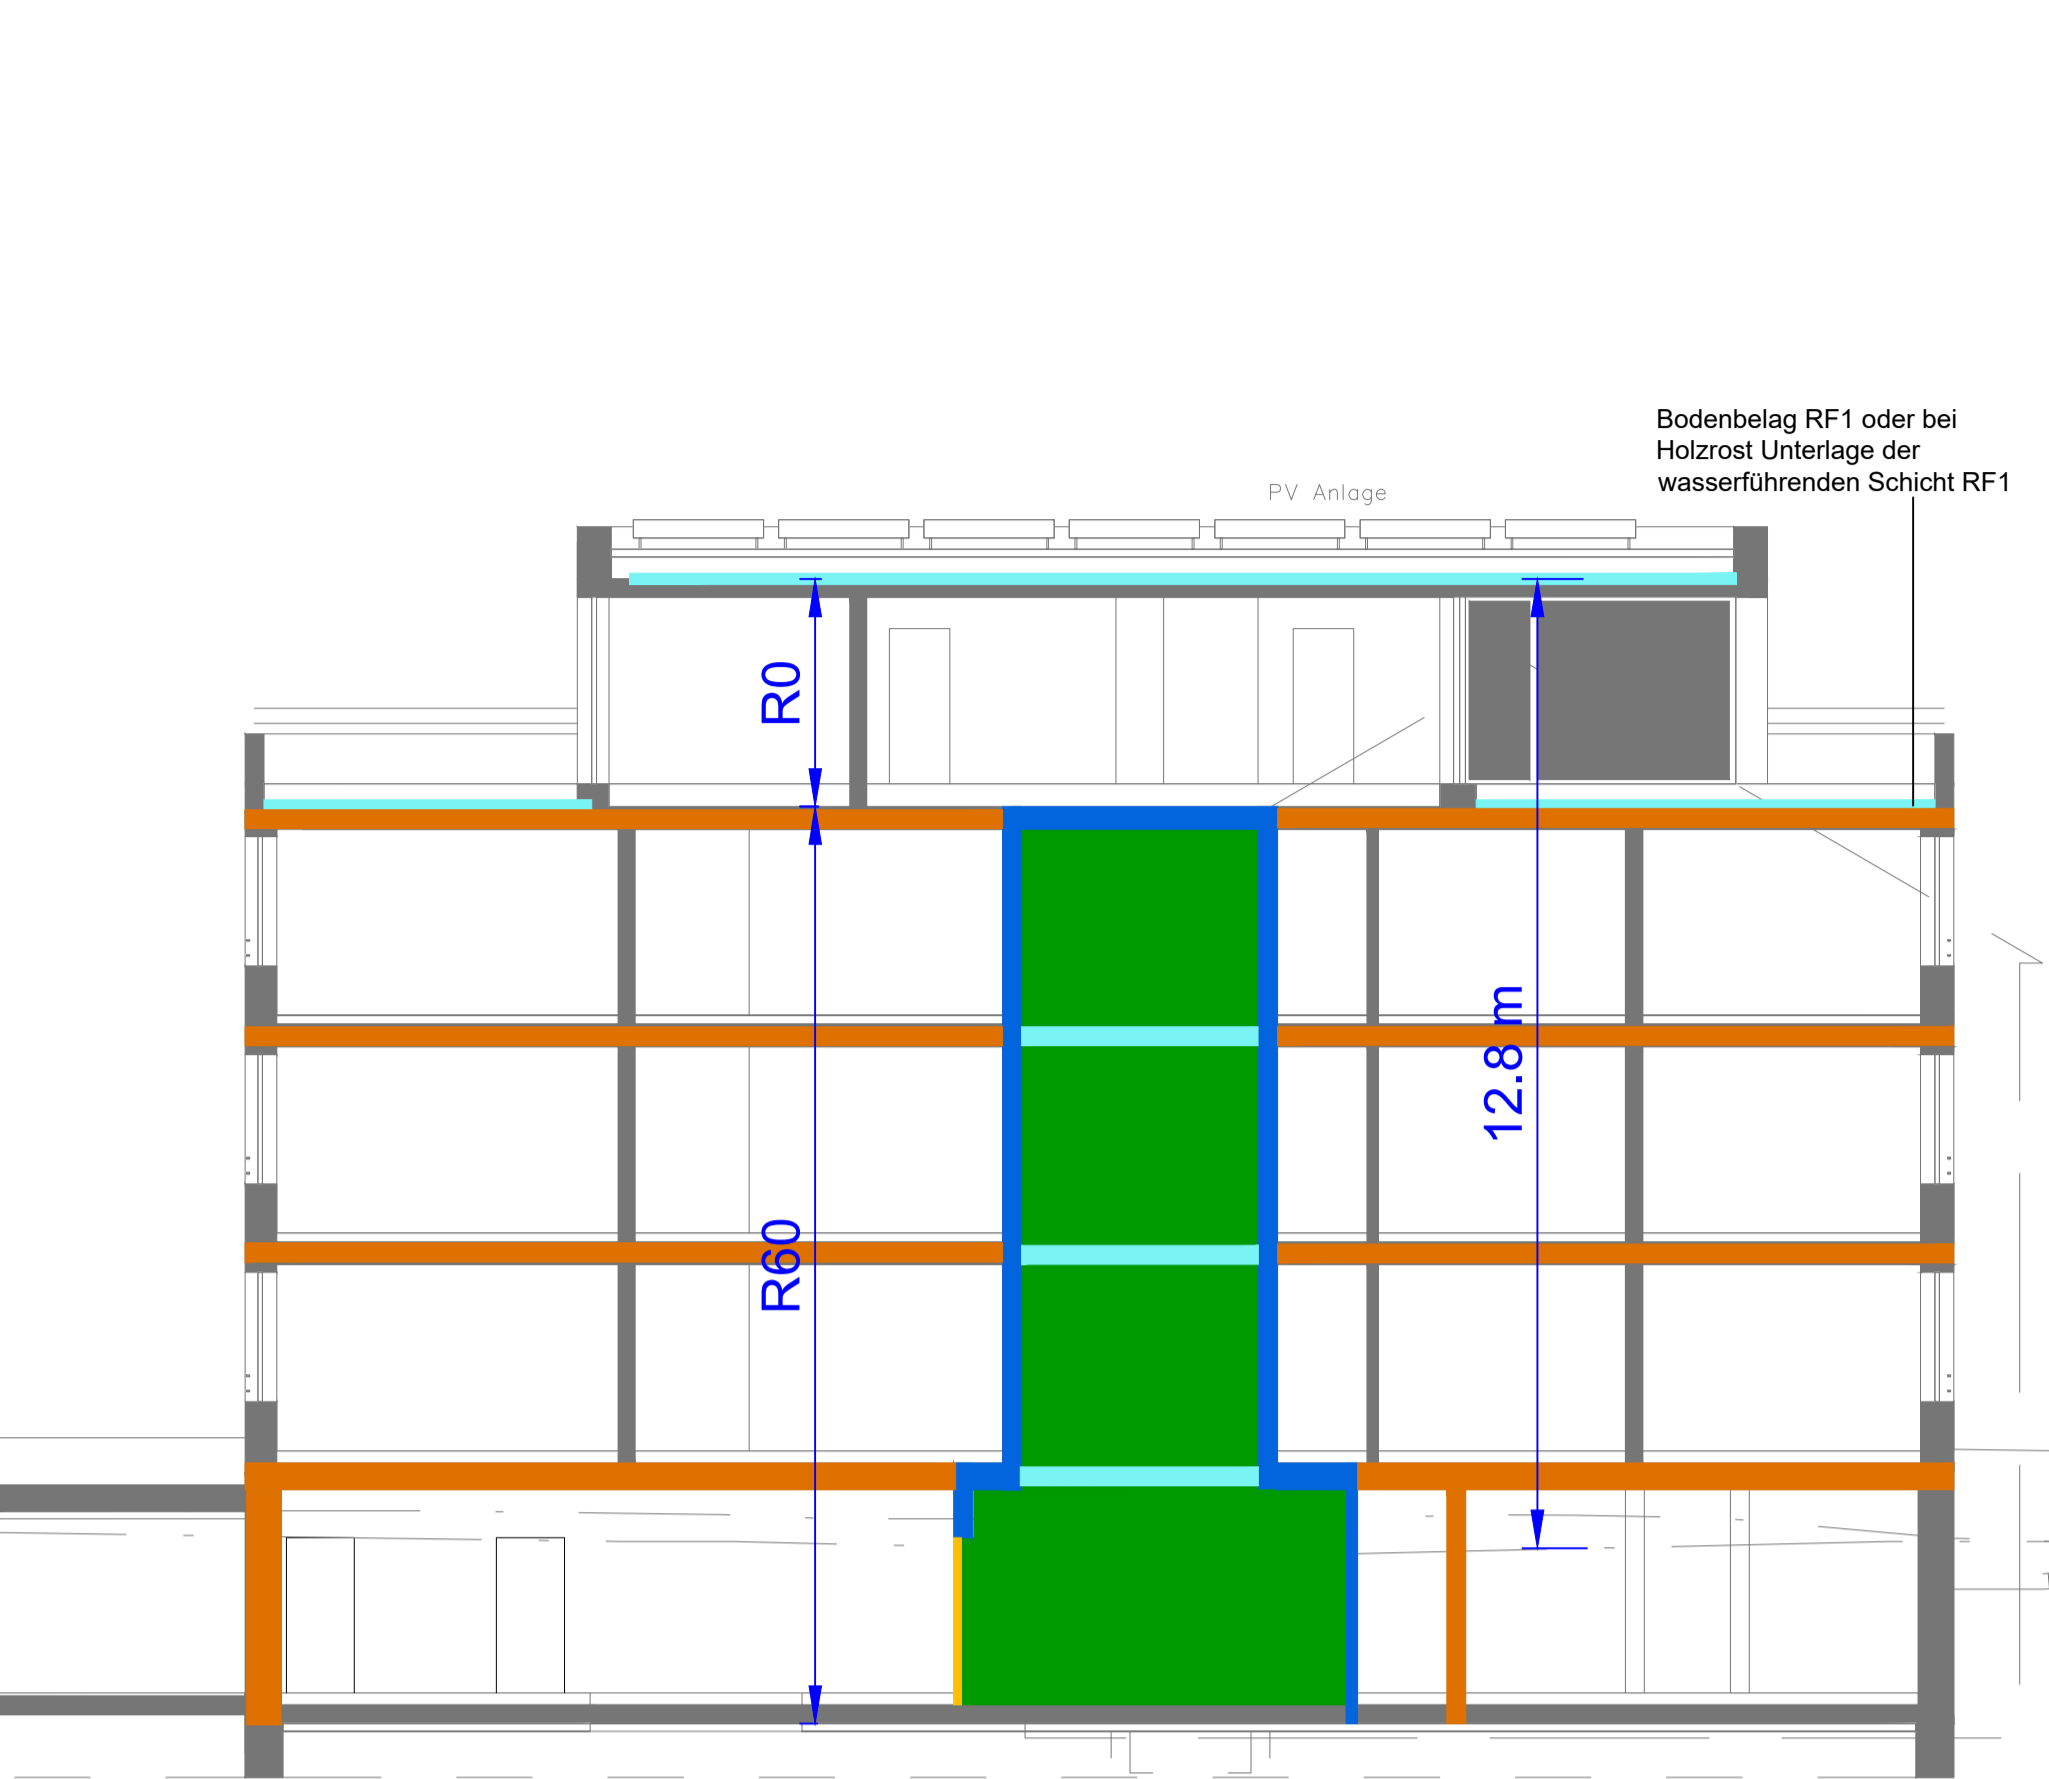 Bodenbelag RF1 oder bei
Holzrost Unterlage der
wasserführenden Schicht RF1
PV Anlage
R0
12.8 m
R60